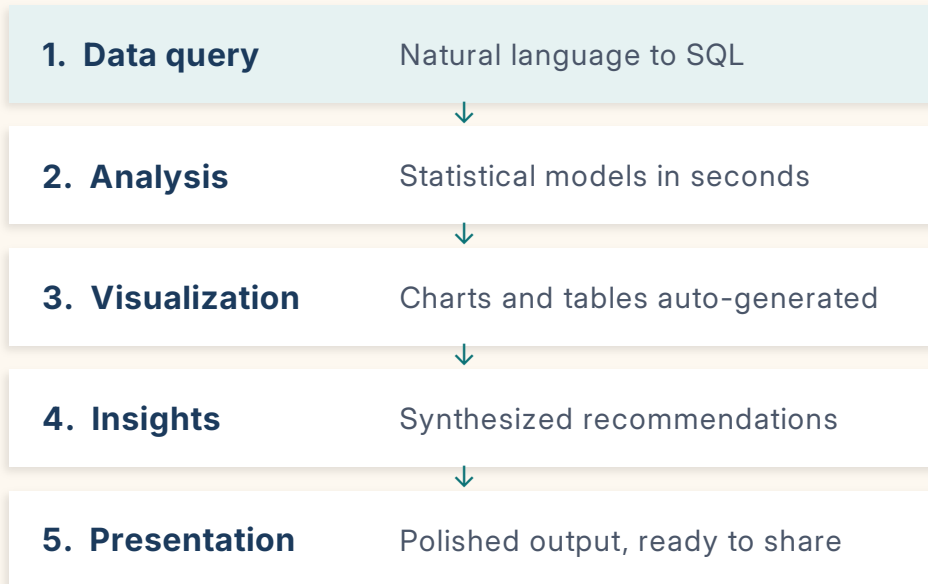 1. Data query Natural language to SQL
2. Analysis Statistical models in seconds
3. Visualization Charts and tables auto-generated
4. Insights Synthesized recommendations
5. Presentation Polished output, ready to share